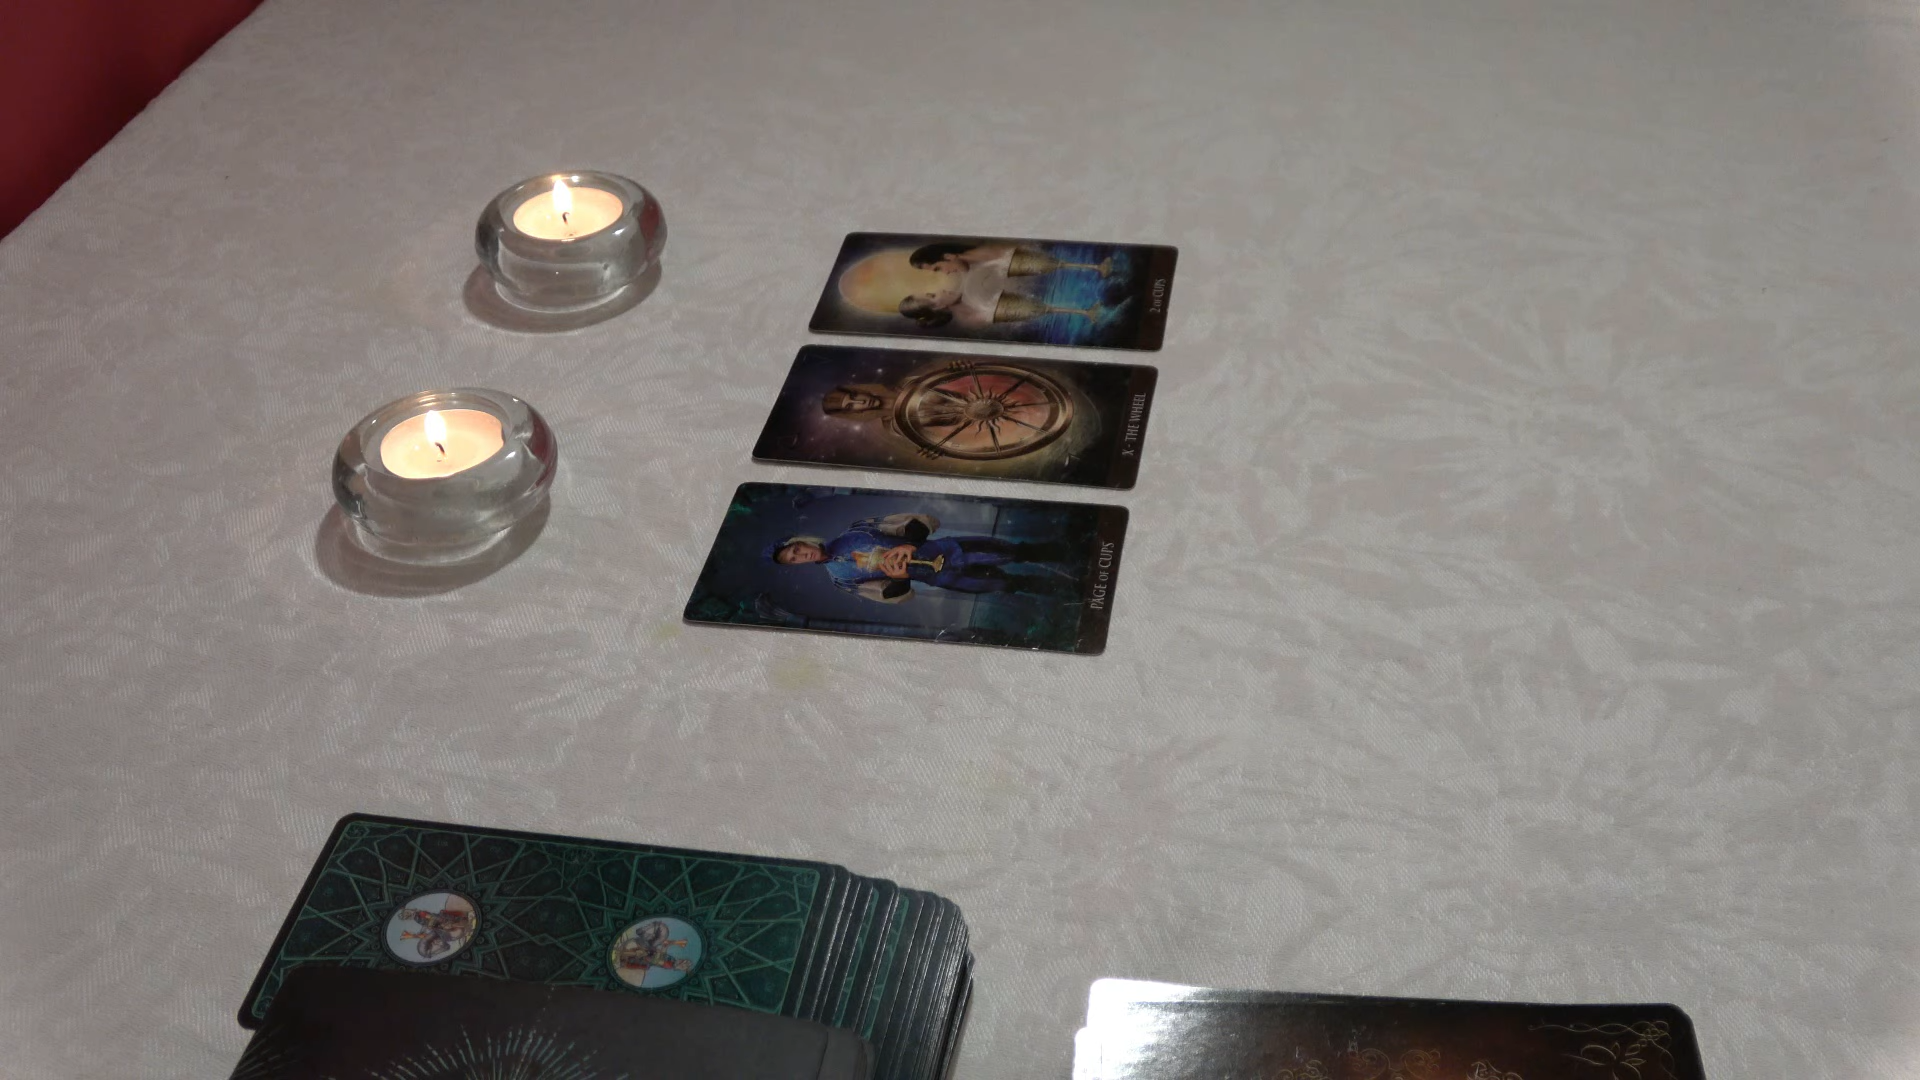 2 OF CUPS
X - THE WHEEL
PAGE OF CUPS